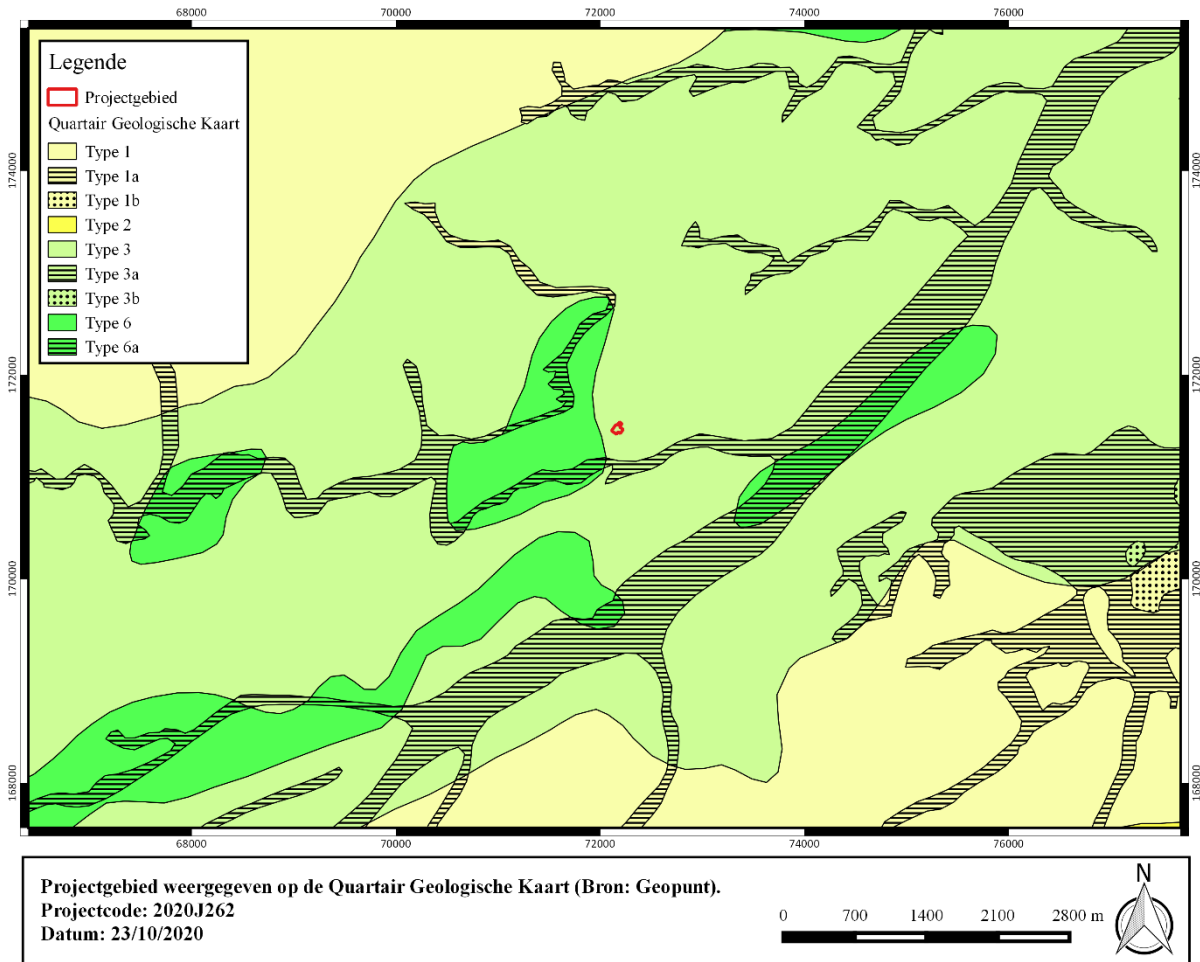 68000 70000 72000 74000 76000
Legende
Projectgebied
Quartair Geologische Kaart
Type 1
Type 1a
Type 1b
Type 2
Type 3
Type 3a
Type 3b
Type 6
Type 6a
174000
172000
170000
168000
174000
172000
170000
168000
68000 70000 72000 74000 76000
Projectgebied weergegeven op de Quartair Geologische Kaart (Bron: Geopunt).
Projectcode: 2020J262
Datum: 23/10/2020
0 700 1400 2100 2800 m
N